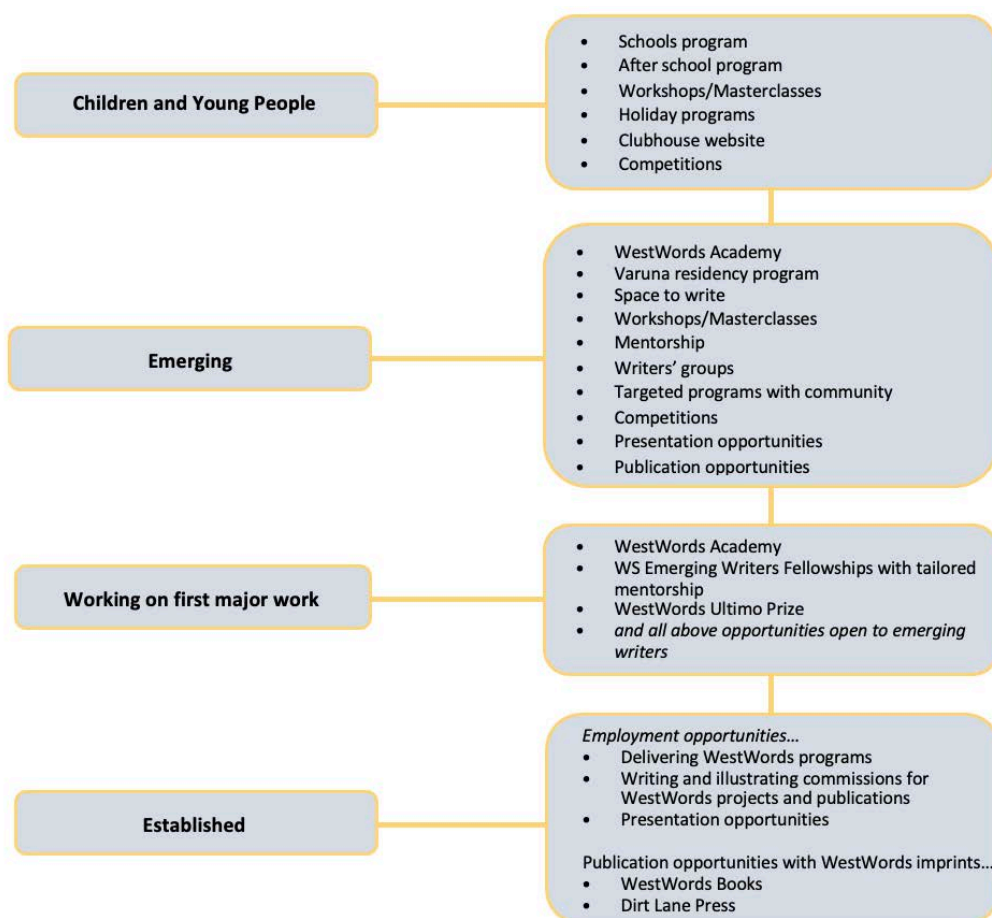 Children and Young People
• Schools program
• After school program
• Workshops/Masterclasses
• Holiday programs
• Clubhouse website
• Competitions
Emerging
• WestWords Academy
• Varuna residency program
• Space to write
• Workshops/Masterclasses
• Mentorship
• Writers’ groups
• Targeted programs with community
• Competitions
• Presentation opportunities
• Publication opportunities
Working on first major work
• WestWords Academy
• WS Emerging Writers Fellowships with tailored
mentorship
• WestWords Ultimo Prize
• and all above opportunities open to emerging
writers
Established
Employment opportunities...
• Delivering WestWords programs
• Writing and illustrating commissions for
WestWords projects and publications
• Presentation opportunities
Publication opportunities with WestWords imprints...
• WestWords Books
• Dirt Lane Press